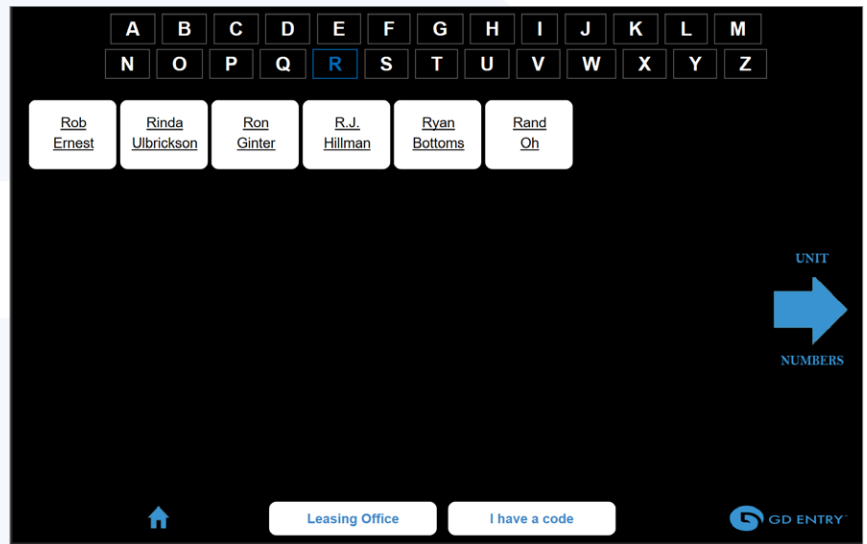 A B C D E F G H I J K L M
N O P Q R S T U V W X Y Z
Rob Ernest
Rinda Ulbrickson
Ron Ginter
R.J. Hillman
Ryan Bottoms
Rand Oh
UNIT
NUMBERS
Leasing Office
I have a code
GD ENTRY